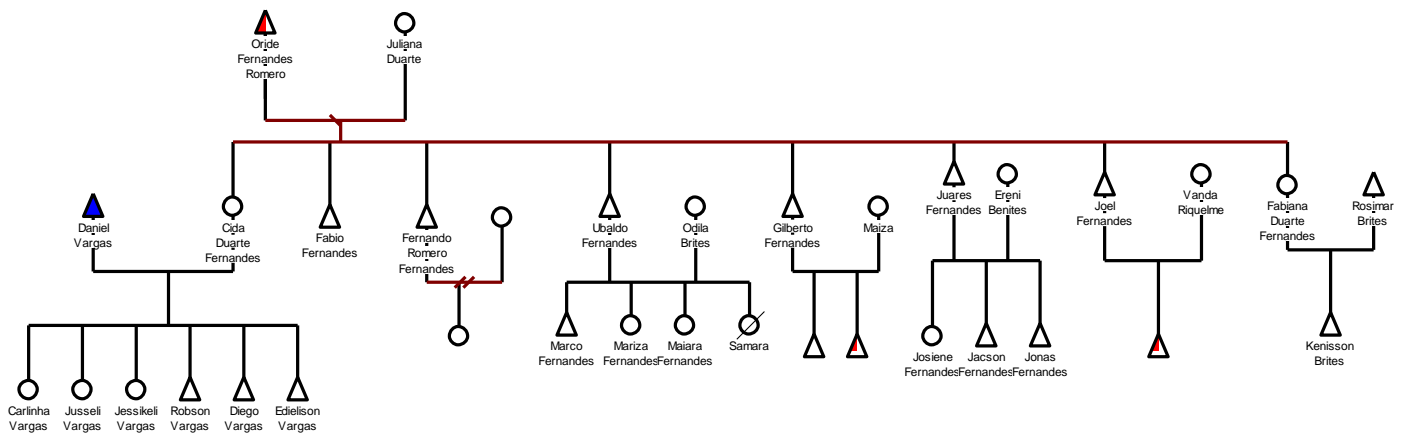 Oride
Fernandes
Romero
Juliana
Duarte
Daniel
Vargas
Cida
Duarte
Fernandes
Fabio
Fernandes
Fernando
Romero
Fernandes
Ubaldo
Fernandes
Odila
Brites
Gilberto
Fernandes
Maiza
Juares
Fernandes
Ereni
Benites
Joel
Fernandes
Vanda
Riquelme
Fabiana
Duarte
Fernandes
Rosimar
Brites
Marco
Fernandes
Mariza
Fernandes
Maiara
Fernandes
Samara
Josiene
Fernandes
Jacson
Fernandes
Jonas
Fernandes
Kenisson
Brites
Carlinha
Vargas
Jusseli
Vargas
Jessikeli
Vargas
Robson
Vargas
Diego
Vargas
Edielison
Vargas